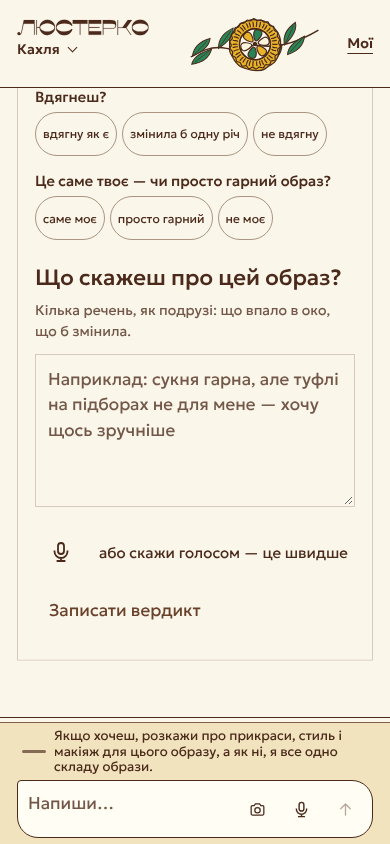 ЛЮСТЕРКО
Кахля
Мої
Вдягнеш?
вдягну як є
змінила б одну річ
не вдягну
Це саме твоє — чи просто гарний образ?
саме моє
просто гарний
не моє
Що скажеш про цей образ?
Кілька речень, як подрузі: що впало в око,
що б змінила.
Наприклад: сукня гарна, але туфлі
на підборах не для мене — хочу
щось зручніше
або скажи голосом — це швидше
Записати вердикт
Якщо хочеш, розкажи про прикраси, стиль і
макіяж для цього образу, а як ні, я все одно
складу образи.
Напиши...